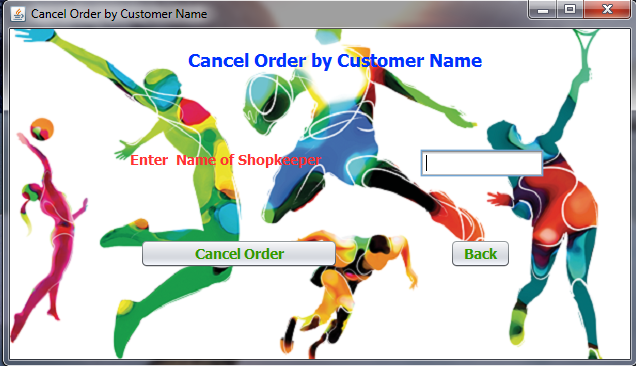 Cancel Order by Customer Name
Cancel Order by Customer Name
Enter  Name of Shopkeeper
Cancel Order
Back